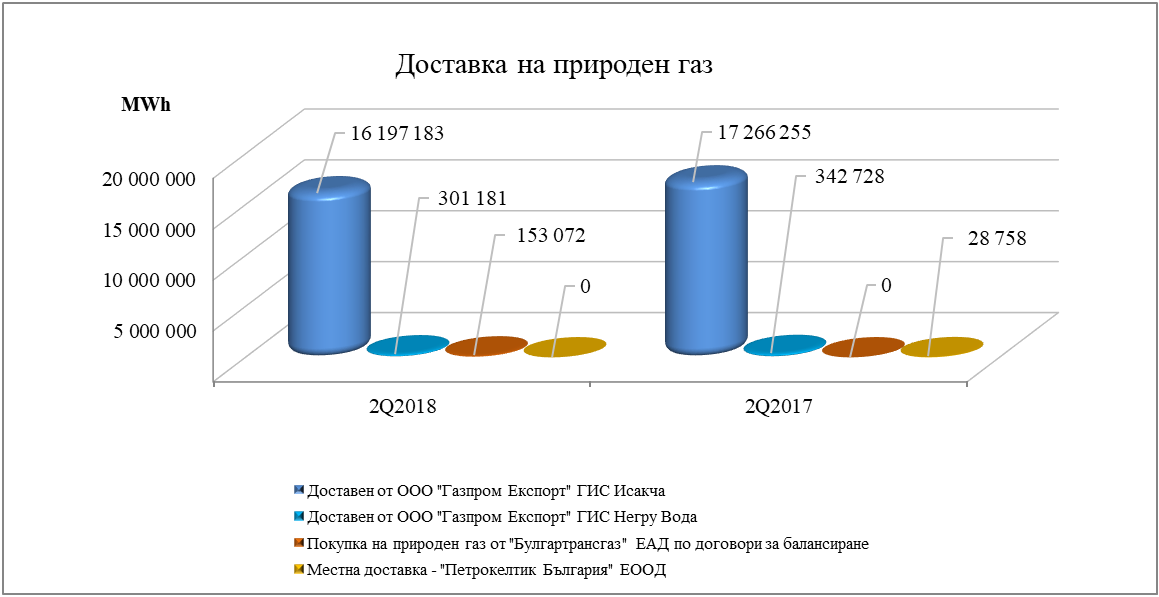 Доставка на природен газ
MWh
20 000 000
15 000 000
10 000 000
5 000 000
16 197 183
301 181
153 072
0
17 266 255
342 728
0
28 758
2Q2018
2Q2017
Доставен от ООО "Газпром Експорт" ГИС Исакча
Доставен от ООО "Газпром Експорт" ГИС Негру Вода
Покупка на природен газ от "Булгартрансгаз" ЕАД по договори за балансиране
Местна доставка - "Петрокелтик България" ЕООД